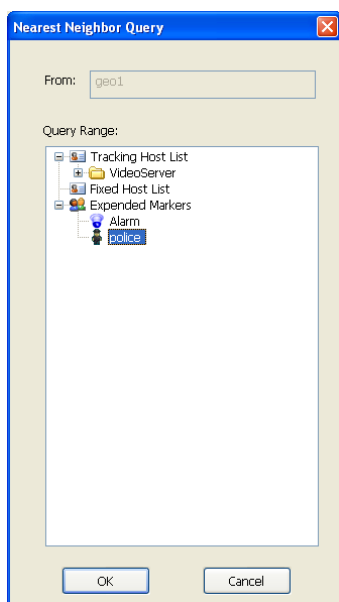 Nearest Neighbor Query
From: geo1
Query Range:
Tracking Host List
VideoServer
Fixed Host List
Expended Markers
Alarm
police
OK Cancel